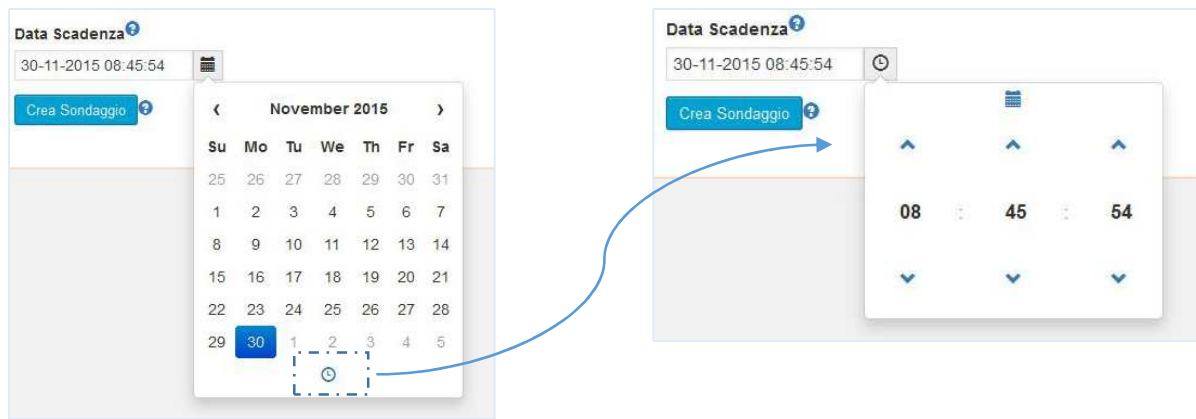 Data Scadenza
30-11-2015 08:45:54
Crea Sondaggio
November 2015
Su Mo Tu We Th Fr Sa
25 26 27 28 29 30 31
1 2 3 4 5 6 7
8 9 10 11 12 13 14
15 16 17 18 19 20 21
22 23 24 25 26 27 28
29 30 1 2 3 4 5
Data Scadenza
30-11-2015 08:45:54
Crea Sondaggio
08 : 45 : 54